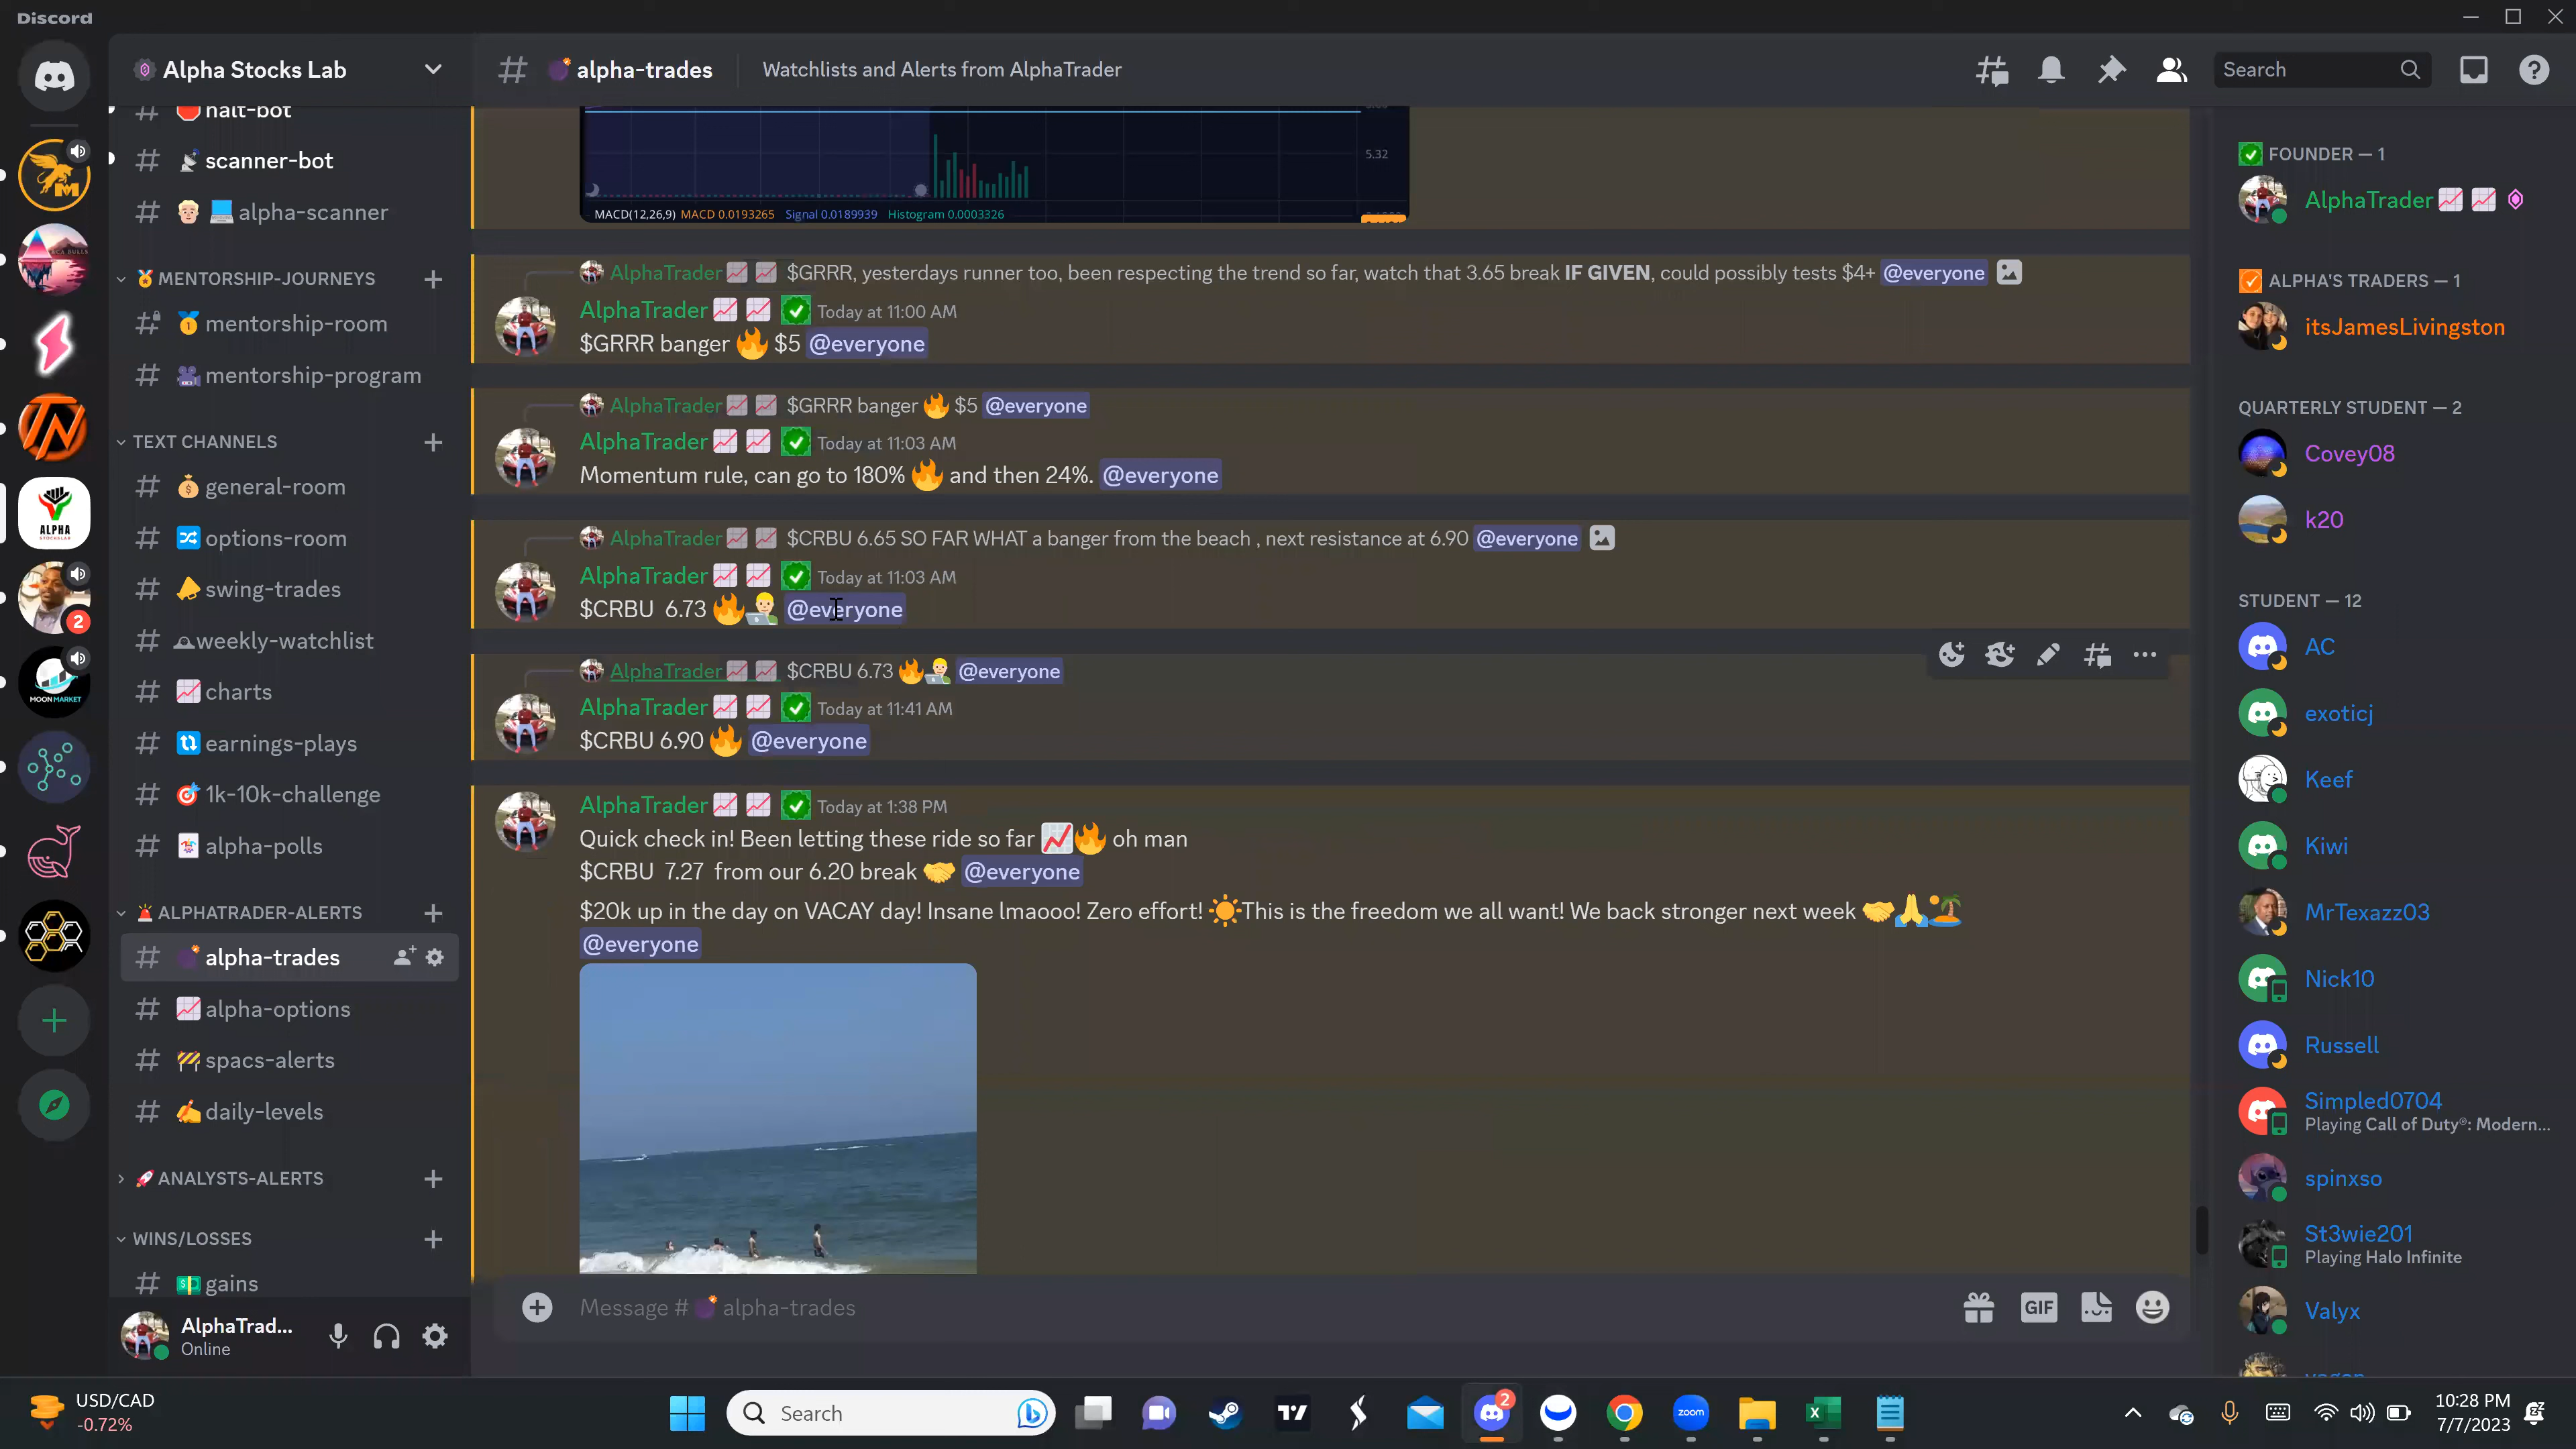 Discord
Alpha Stocks Lab
halt-bot
scanner-bot
alpha-scanner
MENTORSHIP-JOURNEYS
mentorship-room
mentorship-program
TEXT CHANNELS
general-room
options-room
swing-trades
weekly-watchlist
charts
earnings-plays
1k-10k-challenge
alpha-polls
ALPHATRADER-ALERTS
alpha-trades
alpha-options
spacs-alerts
daily-levels
ANALYSTS-ALERTS
WINS/LOSSES
gains
AlphaTrad...
Online
ALPHA
MOON MARKET
2
# alpha-trades
Watchlists and Alerts from AlphaTrader
Search
5.32
MACD(12,26,9) MACD 0.0193265 Signal 0.0189939 Histogram 0.0003326
AlphaTrader $GRRR, yesterdays runner too, been respecting the trend so far, watch that 3.65 break IF GIVEN, could possibly tests $4+ @everyone
AlphaTrader Today at 11:00 AM
$GRRR banger 🔥 $5 @everyone
AlphaTrader $GRRR banger 🔥 $5 @everyone
AlphaTrader Today at 11:03 AM
Momentum rule, can go to 180% 🔥 and then 24%. @everyone
AlphaTrader $CRBU 6.65 SO FAR WHAT a banger from the beach , next resistance at 6.90 @everyone
AlphaTrader Today at 11:03 AM
$CRBU 6.73 🔥👨🏼‍💻 @everyone
AlphaTrader $CRBU 6.73 🔥👨🏼‍💻 @everyone
AlphaTrader Today at 11:41 AM
$CRBU 6.90 🔥 @everyone
AlphaTrader Today at 1:38 PM
Quick check in! Been letting these ride so far 📈🔥 oh man
$CRBU 7.27 from our 6.20 break 🤝 @everyone
$20k up in the day on VACAY day! Insane lmaooo! Zero effort! ☀️This is the freedom we all want! We back stronger next week 🤝🙏🏝️
@everyone
Message # alpha-trades
GIF
FOUNDER — 1
AlphaTrader
ALPHA'S TRADERS — 1
itsJamesLivingston
QUARTERLY STUDENT — 2
Covey08
k20
STUDENT — 12
AC
exoticj
Keef
Kiwi
MrTexazz03
Nick10
Russell
Simpled0704
Playing Call of Duty®: Modern...
spinxso
St3wie201
Playing Halo Infinite
Valyx
USD/CAD
-0.72%
Search
2
zoom
10:28 PM
7/7/2023